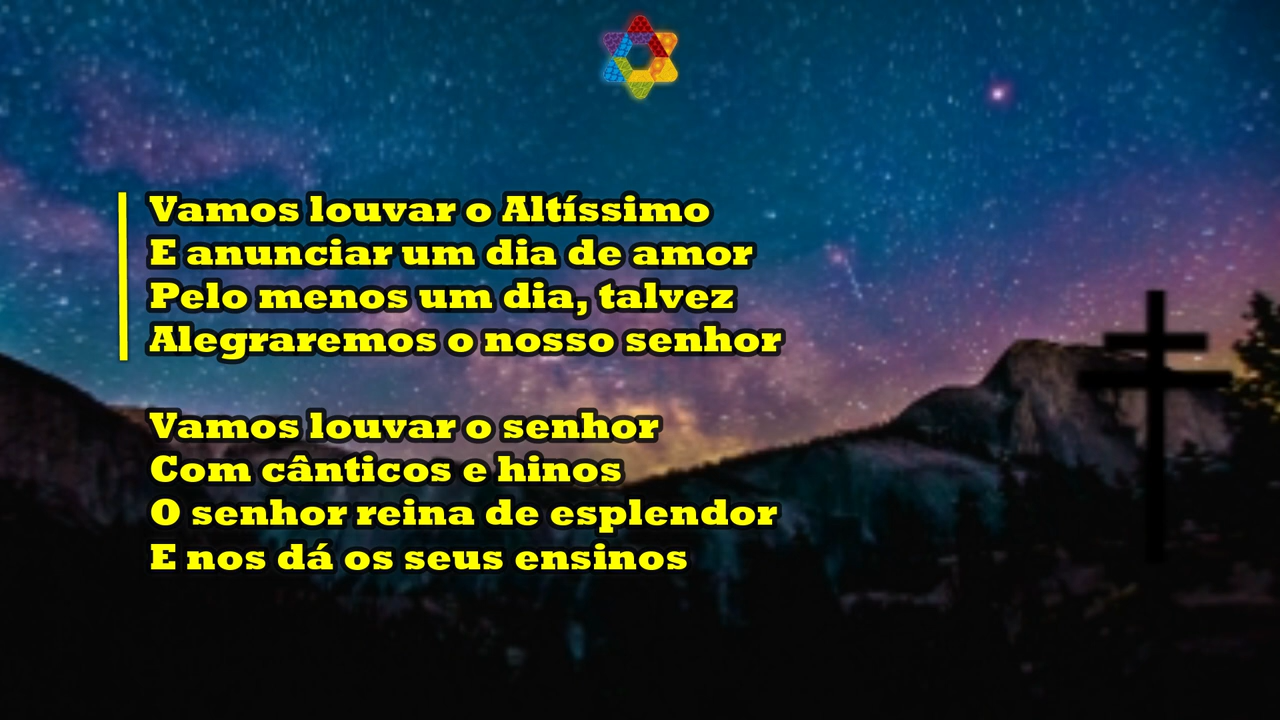 Vamos louvar o Altíssimo
E anunciar um dia de amor
Pelo menos um dia, talvez
Alegraremos o nosso senhor
Vamos louvar o senhor
Com cânticos e hinos
O senhor reina de esplendor
E nos dá os seus ensinos